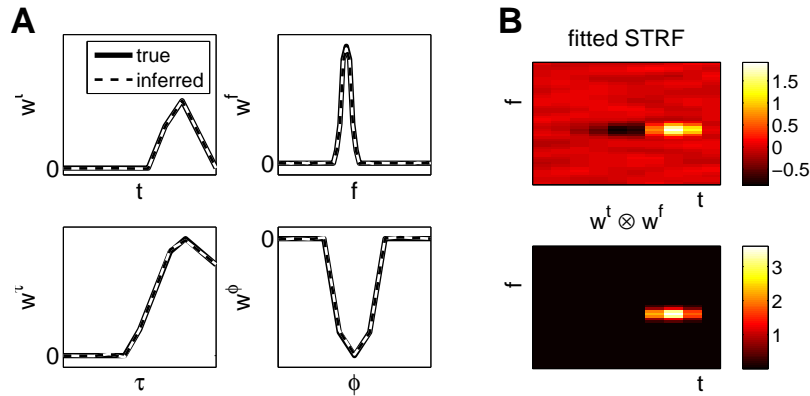 A
true
inferred
w^t
0
t
w^f
0
f
w^τ
0
τ
w^ϕ
0
ϕ
B
fitted STRF
f
t
1.5
1
0.5
0
−0.5
w^t ⊗ w^f
f
t
3
2
1